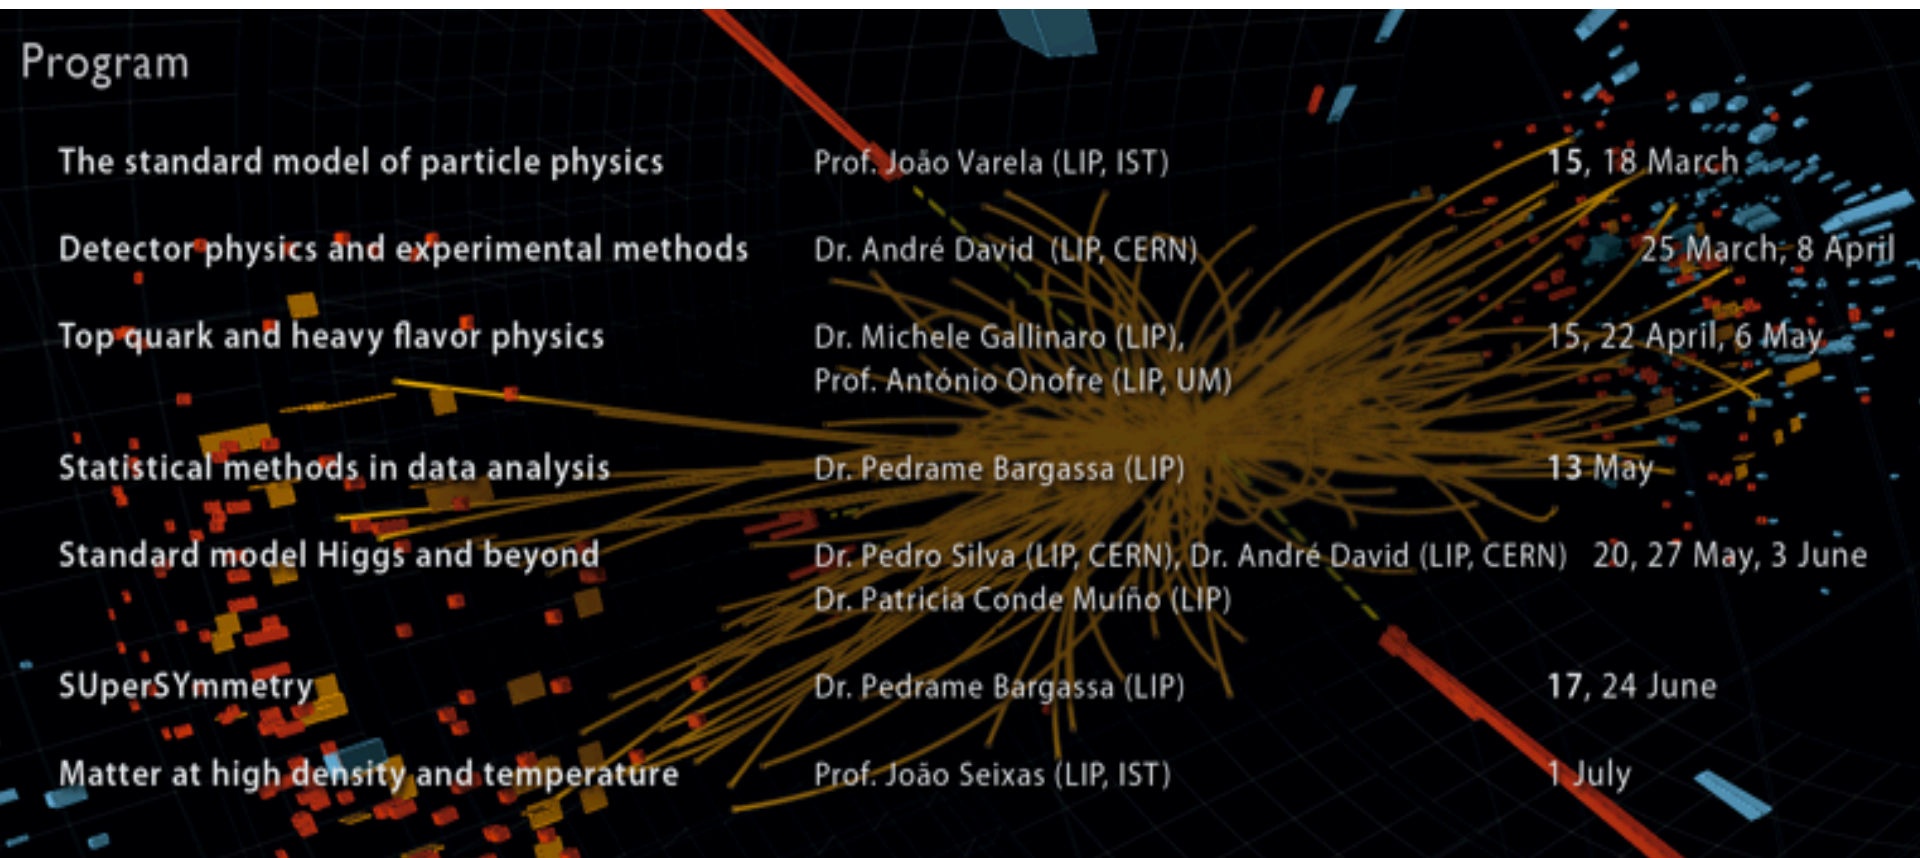 Program
The standard model of particle physics Prof. João Varela (LIP, IST) 15, 18 March
Detector physics and experimental methods Dr. André David (LIP, CERN) 25 March, 8 April
Top quark and heavy flavor physics Dr. Michele Gallinaro (LIP), 15, 22 April, 6 May
Prof. António Onofre (LIP, UM)
Statistical methods in data analysis Dr. Pedrame Bargassa (LIP) 13 May
Standard model Higgs and beyond Dr. Pedro Silva (LIP, CERN), Dr. André David (LIP, CERN) 20, 27 May, 3 June
Dr. Patricia Conde Muíño (LIP)
SUperSYmmetry Dr. Pedrame Bargassa (LIP) 17, 24 June
Matter at high density and temperature Prof. João Seixas (LIP, IST) 1 July